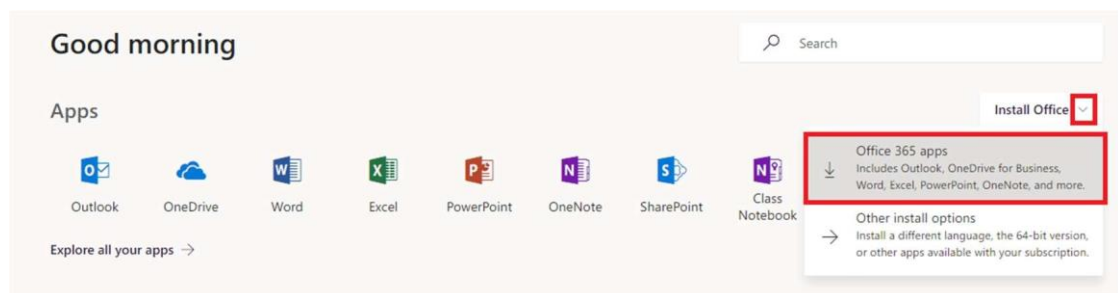 Good morning
Search
Apps
Install Office
Outlook
OneDrive
Word
Excel
PowerPoint
OneNote
SharePoint
Class
Notebook
Office 365 apps
Includes Outlook, OneDrive for Business,
Word, Excel, PowerPoint, OneNote, and more.
Other install options
Install a different language, the 64-bit version,
or other apps available with your subscription.
Explore all your apps →